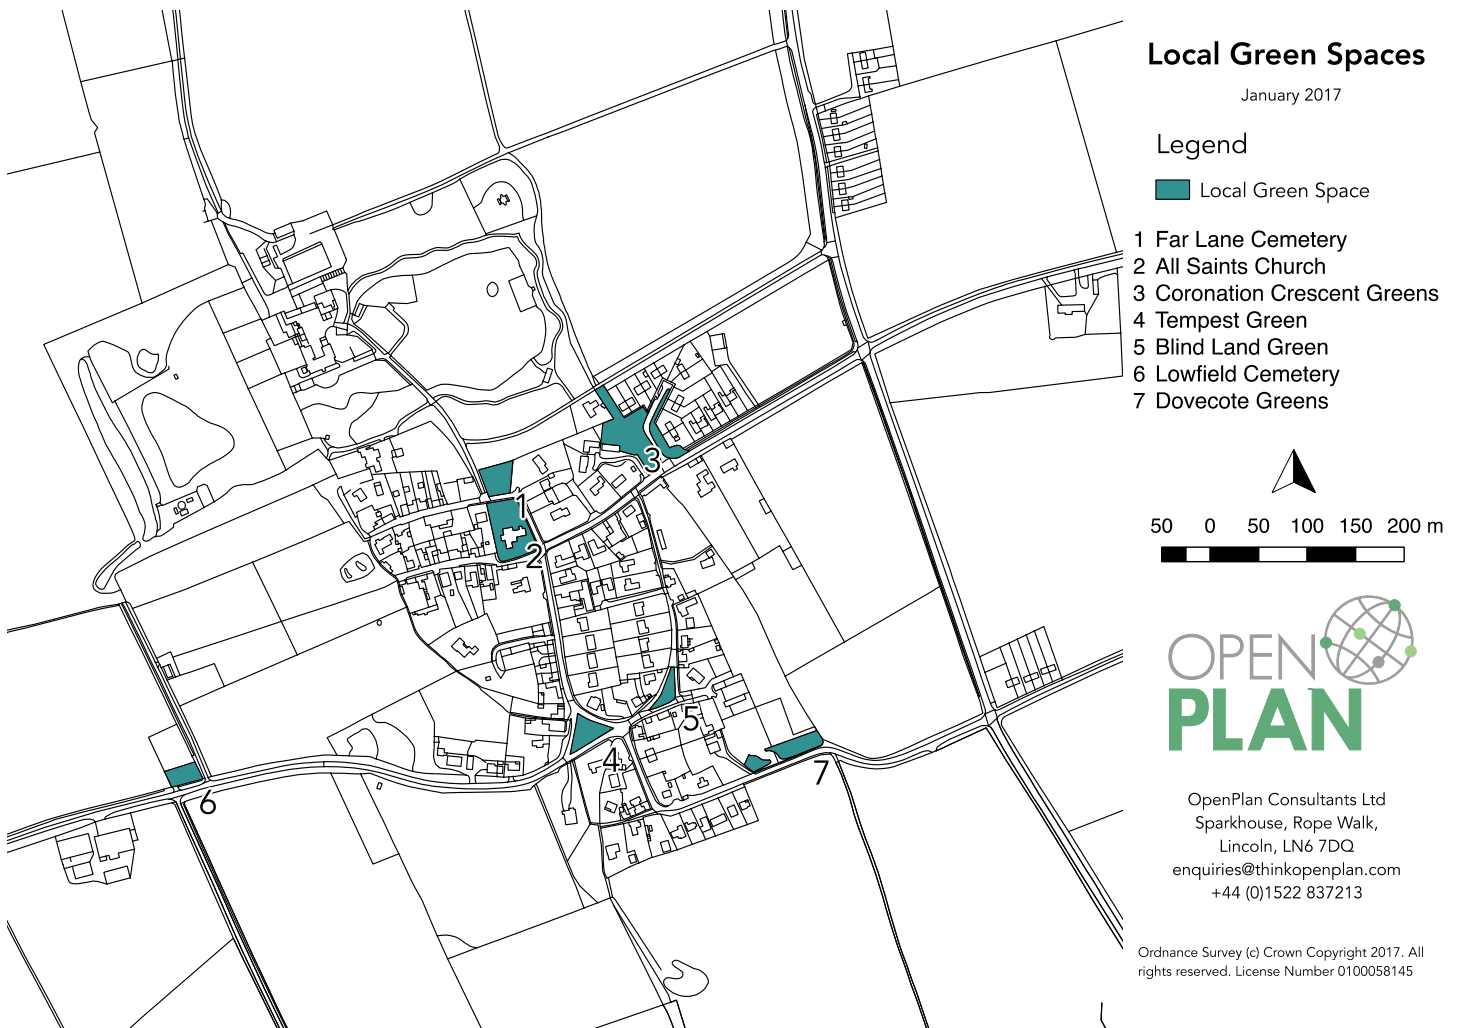 Local Green Spaces
January 2017
Legend
Local Green Space
1 Far Lane Cemetery
2 All Saints Church
3 Coronation Crescent Greens
4 Tempest Green
5 Blind Land Green
6 Lowfield Cemetery
7 Dovecote Greens
50 0 50 100 150 200 m
OPEN
PLAN
OpenPlan Consultants Ltd
Sparkhouse, Rope Walk,
Lincoln, LN6 7DQ
enquiries@thinkopenplan.com
+44 (0)1522 837213
Ordnance Survey (c) Crown Copyright 2017. All
rights reserved. License Number 0100058145
3
1
2
5
4
7
6